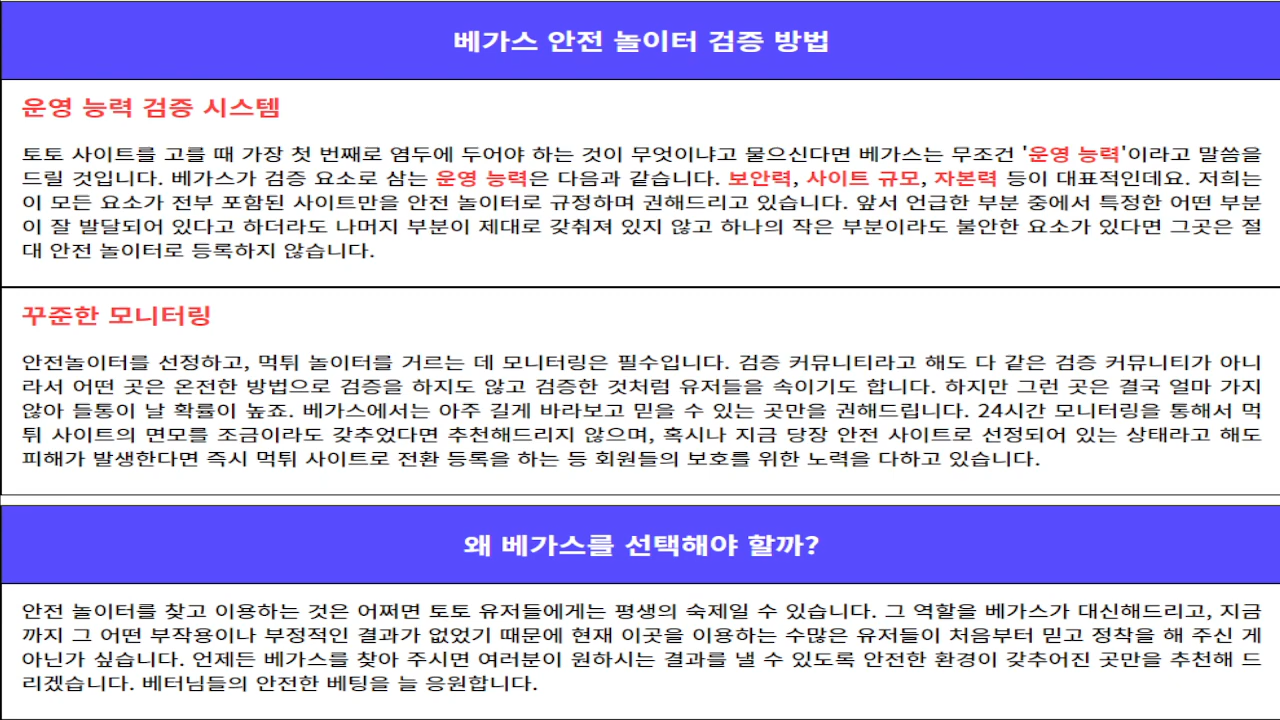 베가스 안전 놀이터 검증 방법
운영 능력 검증 시스템
토토 사이트를 고를 때 가장 첫 번째로 염두에 두어야 하는 것이 무엇이냐고 물으신다면 베가스는 무조건 '운영 능력'이라고 말씀을
드릴 것입니다. 베가스가 검증 요소로 삼는 운영 능력은 다음과 같습니다. 보안력, 사이트 규모, 자본력 등이 대표적인데요. 저희는
이 모든 요소가 전부 포함된 사이트만을 안전 놀이터로 규정하며 권해드리고 있습니다. 앞서 언급한 부분 중에서 특정한 어떤 부분
이 잘 발달되어 있다고 하더라도 나머지 부분이 제대로 갖춰져 있지 않고 하나의 작은 부분이라도 불안한 요소가 있다면 그곳은 절
대 안전 놀이터로 등록하지 않습니다.
꾸준한 모니터링
안전놀이터를 선정하고, 먹튀 놀이터를 거르는 데 모니터링은 필수입니다. 검증 커뮤니티라고 해도 다 같은 검증 커뮤니티가 아니
라서 어떤 곳은 온전한 방법으로 검증을 하지도 않고 검증한 것처럼 유저들을 속이기도 합니다. 하지만 그런 곳은 결국 얼마 가지
않아 들통이 날 확률이 높죠. 베가스에서는 아주 길게 바라보고 믿을 수 있는 곳만을 권해드립니다. 24시간 모니터링을 통해서 먹
튀 사이트의 면모를 조금이라도 갖추었다면 추천해드리지 않으며, 혹시나 지금 당장 안전 사이트로 선정되어 있는 상태라고 해도
피해가 발생한다면 즉시 먹튀 사이트로 전환 등록을 하는 등 회원들의 보호를 위한 노력을 다하고 있습니다.
왜 베가스를 선택해야 할까?
안전 놀이터를 찾고 이용하는 것은 어쩌면 토토 유저들에게는 평생의 숙제일 수 있습니다. 그 역할을 베가스가 대신해드리고, 지금
까지 그 어떤 부작용이나 부정적인 결과가 없었기 때문에 현재 이곳을 이용하는 수많은 유저들이 처음부터 믿고 정착을 해 주신 게
아닌가 싶습니다. 언제든 베가스를 찾아 주시면 여러분이 원하시는 결과를 낼 수 있도록 안전한 환경이 갖추어진 곳만을 추천해 드
리겠습니다. 베터님들의 안전한 베팅을 늘 응원합니다.